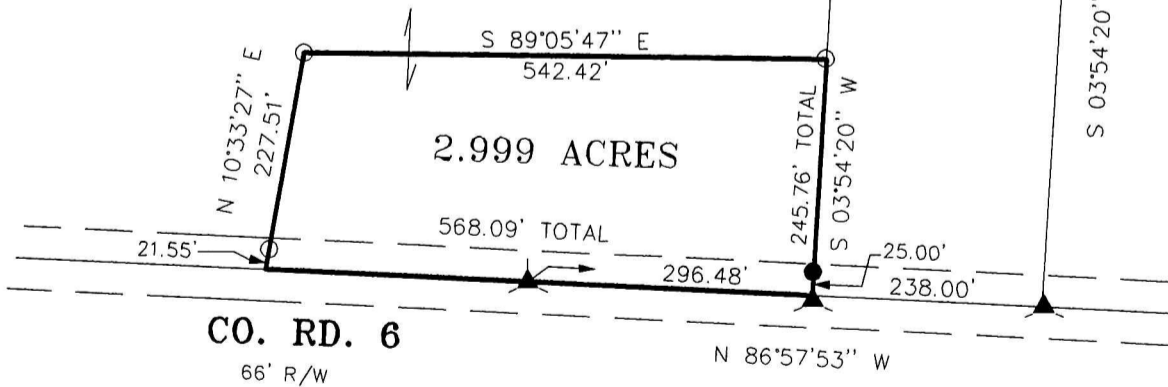 S 03°54'20"
S 89°05'47" E
542.42'
N 10°33'27" E
227.51'
2.999 ACRES
245.76' TOTAL
S 03°54'20" W
568.09' TOTAL
21.55'
296.48'
25.00'
238.00'
CO. RD. 6
66' R/W
N 86°57'53" W